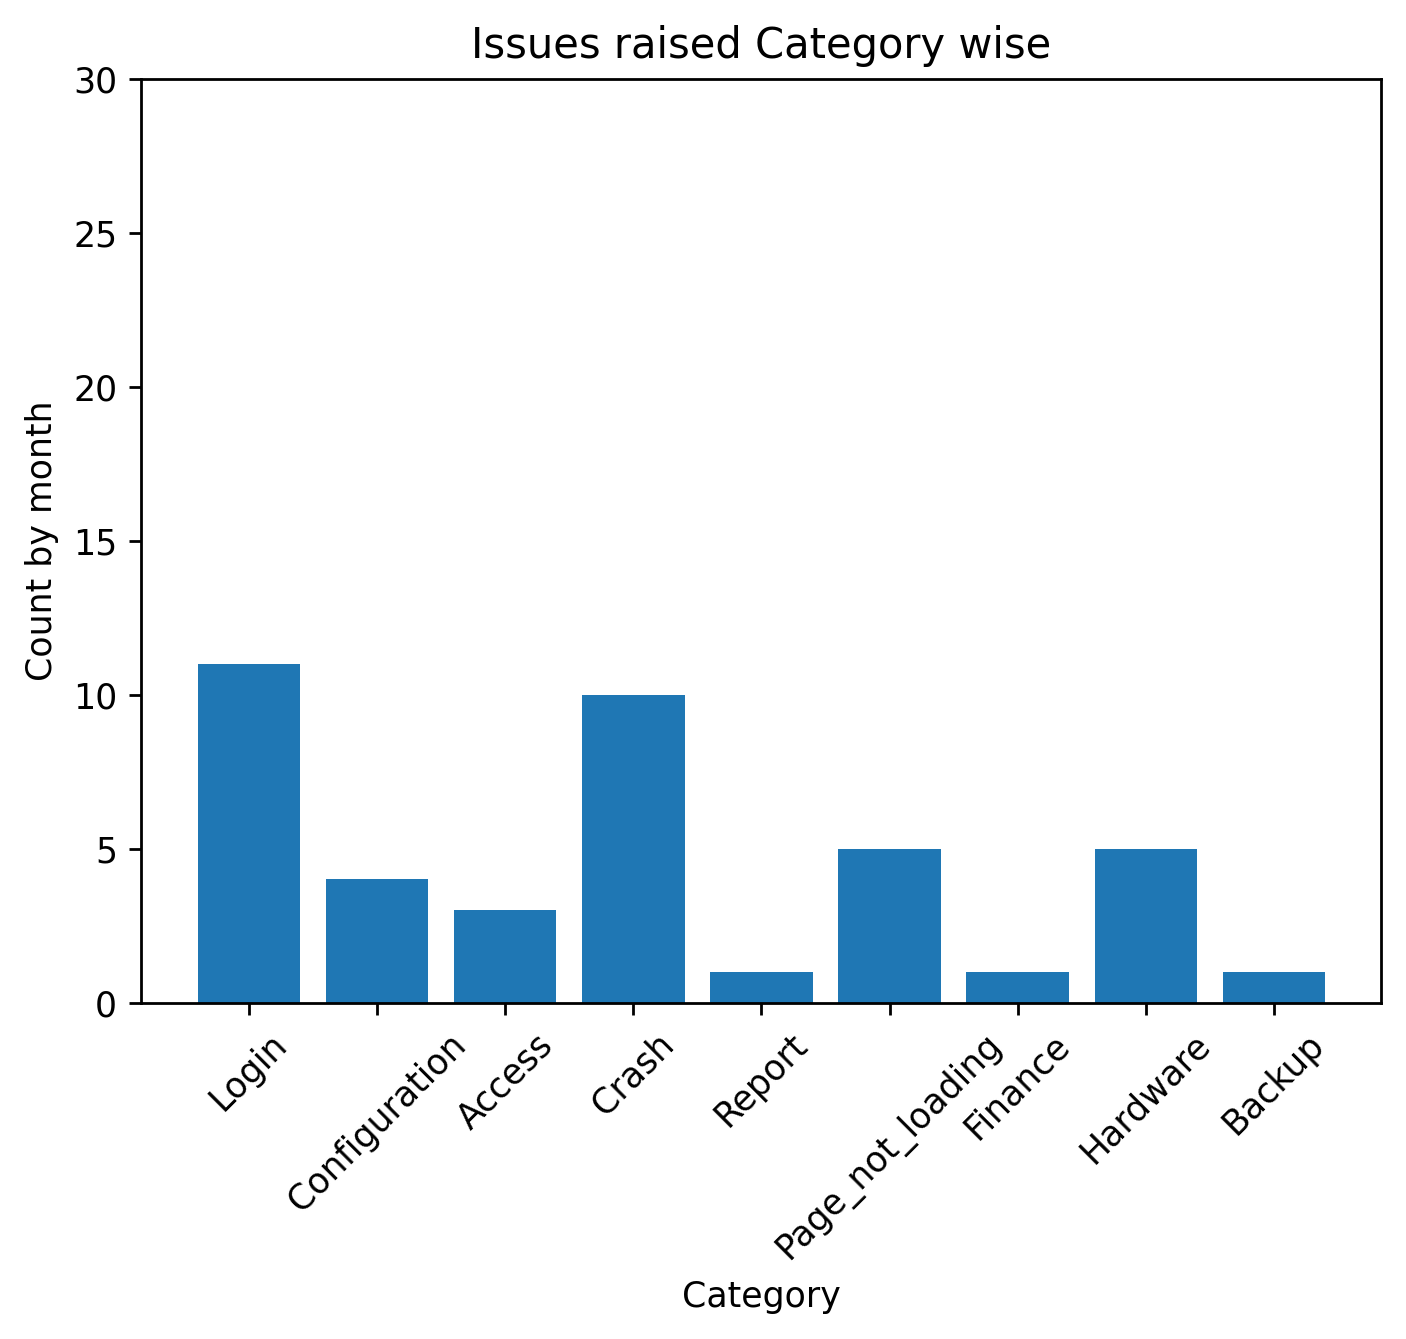 Issues raised Category wise
30
25
20
15
10
5
0
Count by month
Login
Configuration
Access
Crash
Report
Page_not_loading
Finance
Hardware
Backup
Category